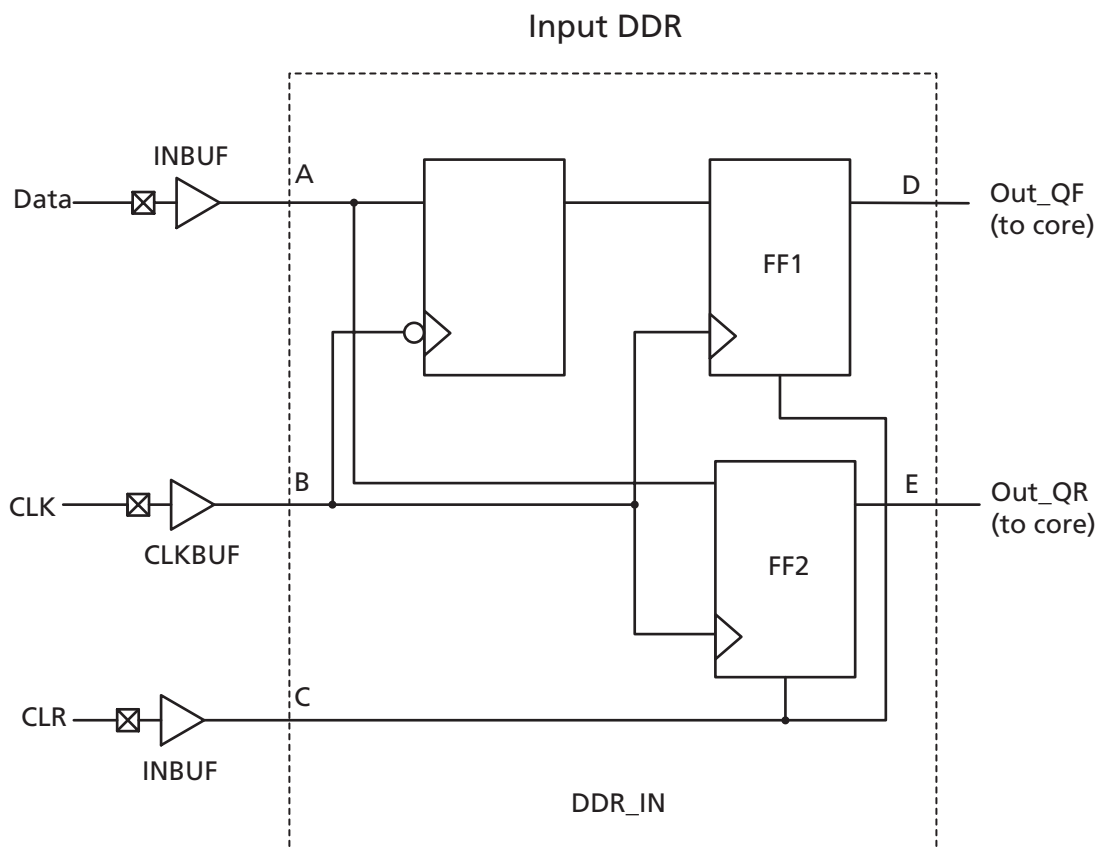 Input DDR
INBUF
Data
A
D
Out_QF
(to core)
FF1
B
E
CLK
Out_QR
(to core)
CLKBUF
FF2
C
CLR
INBUF
DDR_IN